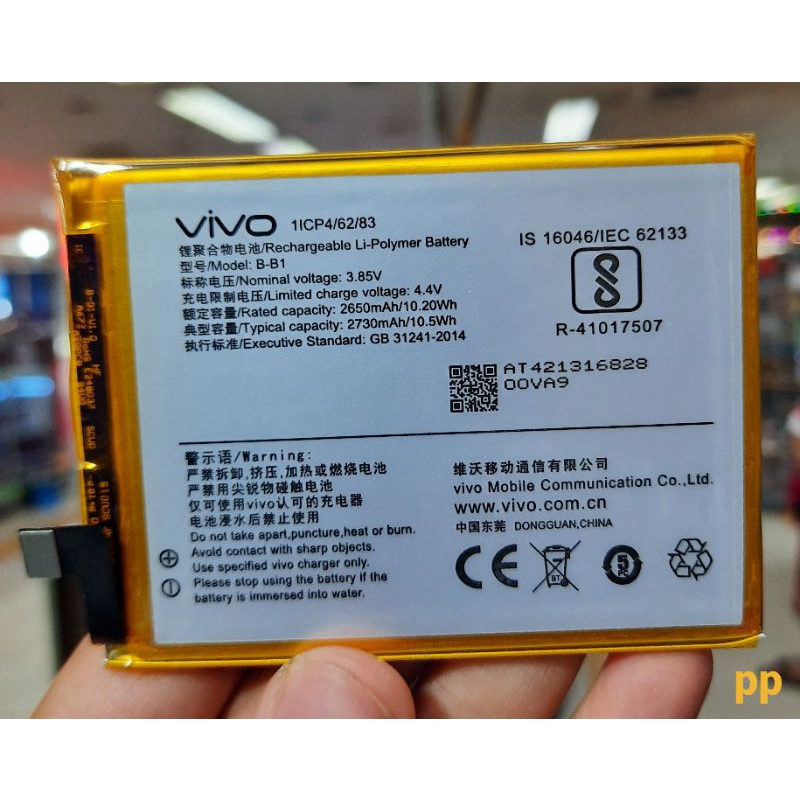 vivo 1ICP4/62/83
锂聚合物电池/Rechargeable Li-Polymer Battery
型号/Model: B-B1
标称电压/Nominal voltage: 3.85V
充电限制电压/Limited charge voltage: 4.4V
额定容量/Rated capacity: 2650mAh/10.20Wh
典型容量/Typical capacity: 2730mAh/10.5Wh
执行标准/Executive Standard: GB 31241-2014
IS 16046/IEC 62133
R-41017507
AT421316828
00VA9
警示语/Warning:
严禁拆卸,挤压,加热或燃烧电池
严禁用尖锐物碰触电池
仅可使用vivo认可的充电器
电池浸水后禁止使用
Do not take apart,puncture,heat or burn.
Avoid contact with sharp objects.
Use specified vivo charger only.
Please stop using the battery if the
battery is immersed into water.
维沃移动通信有限公司
vivo Mobile Communication Co.,Ltd.
www.vivo.com.cn
中国东莞 DONGGUAN,CHINA
CE
BT
5
pp